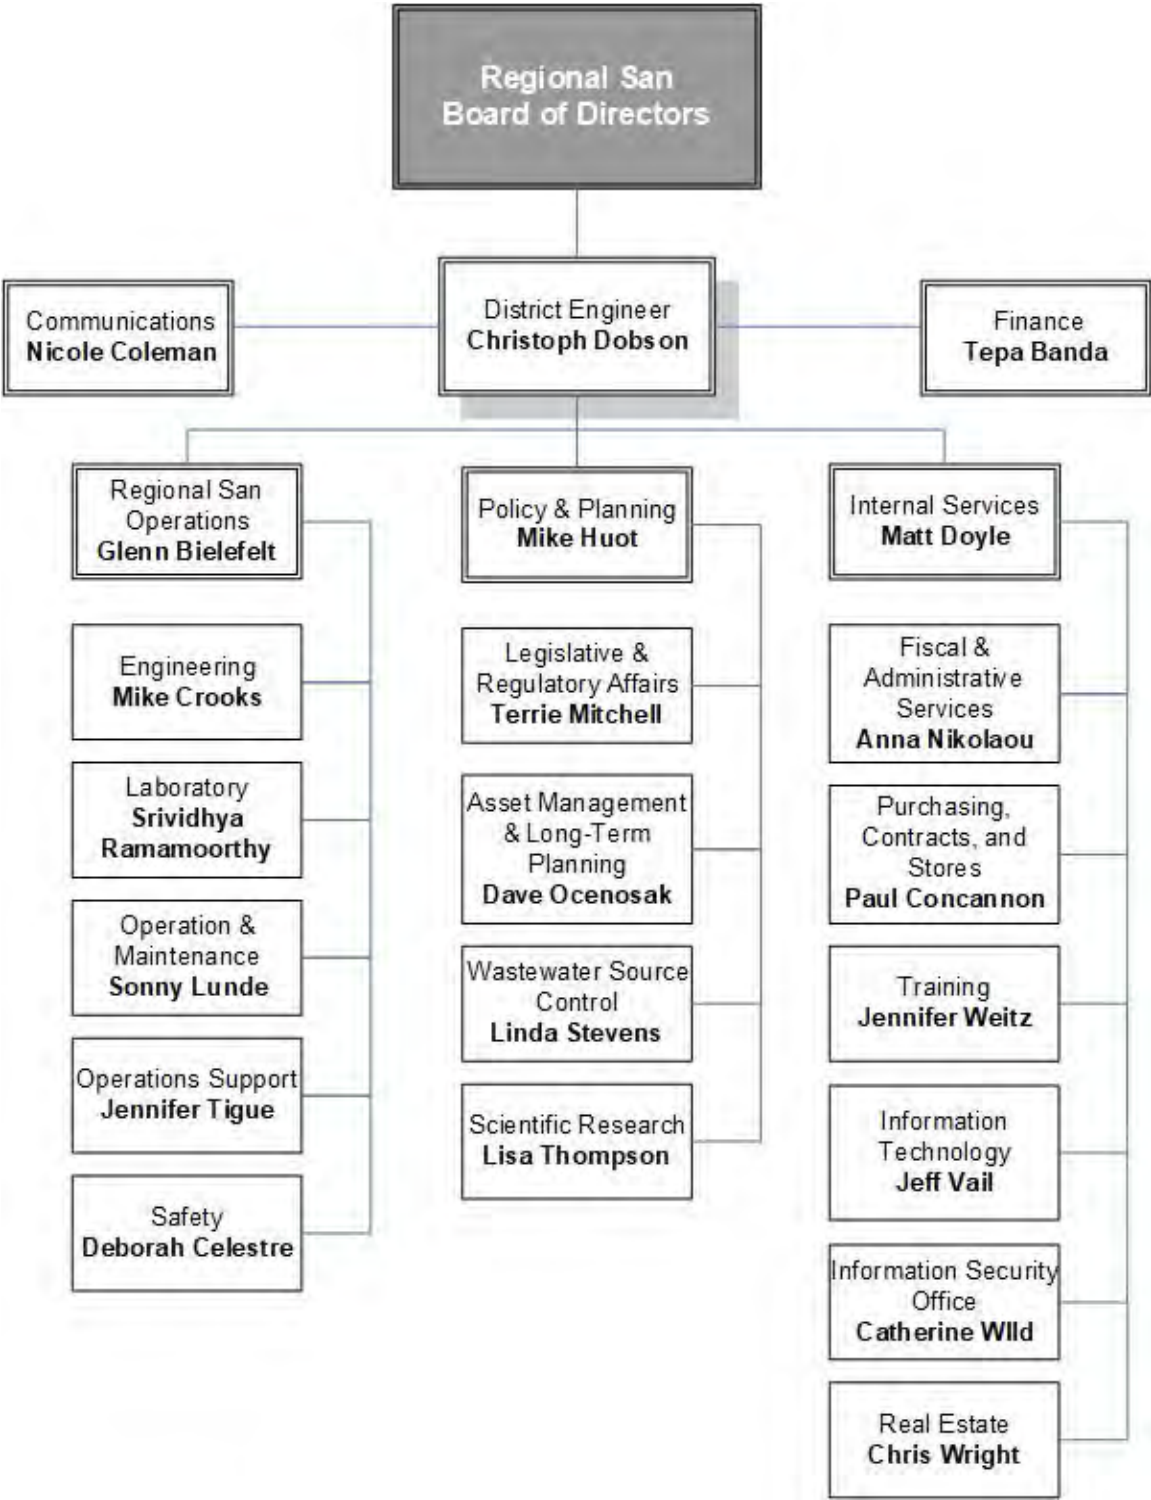 Regional San
Board of Directors
Communications
Nicole Coleman
District Engineer
Christoph Dobson
Finance
Tepa Banda
Regional San
Operations
Glenn Bielefelt
Engineering
Mike Crooks
Laboratory
Srividhya
Ramamoorthy
Operation &
Maintenance
Sonny Lunde
Operations Support
Jennifer Tigue
Safety
Deborah Celestre
Policy & Planning
Mike Huot
Legislative &
Regulatory Affairs
Terrie Mitchell
Asset Management
& Long-Term
Planning
Dave Ocenosak
Wastewater Source
Control
Linda Stevens
Scientific Research
Lisa Thompson
Internal Services
Matt Doyle
Fiscal &
Administrative
Services
Anna Nikolaou
Purchasing,
Contracts, and
Stores
Paul Concannon
Training
Jennifer Weitz
Information
Technology
Jeff Vail
Information Security
Office
Catherine WIld
Real Estate
Chris Wright